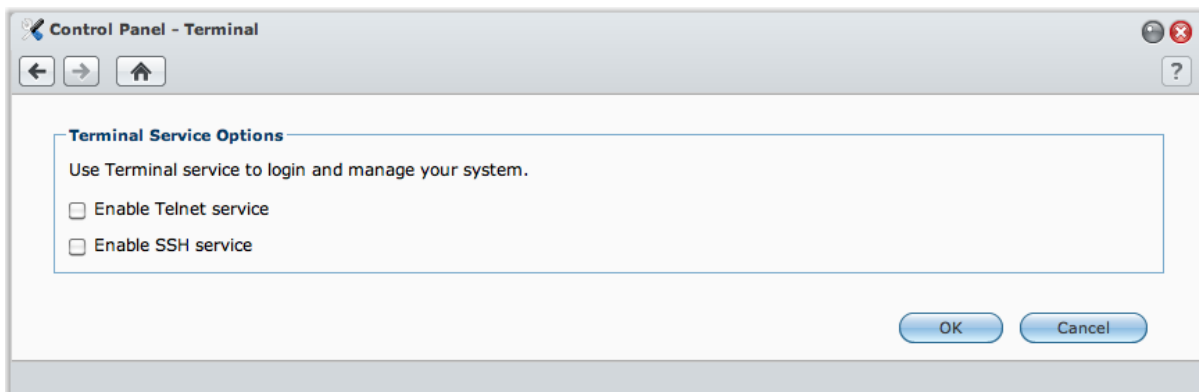 Control Panel - Terminal
?
Terminal Service Options
Use Terminal service to login and manage your system.
Enable Telnet service
Enable SSH service
OK
Cancel